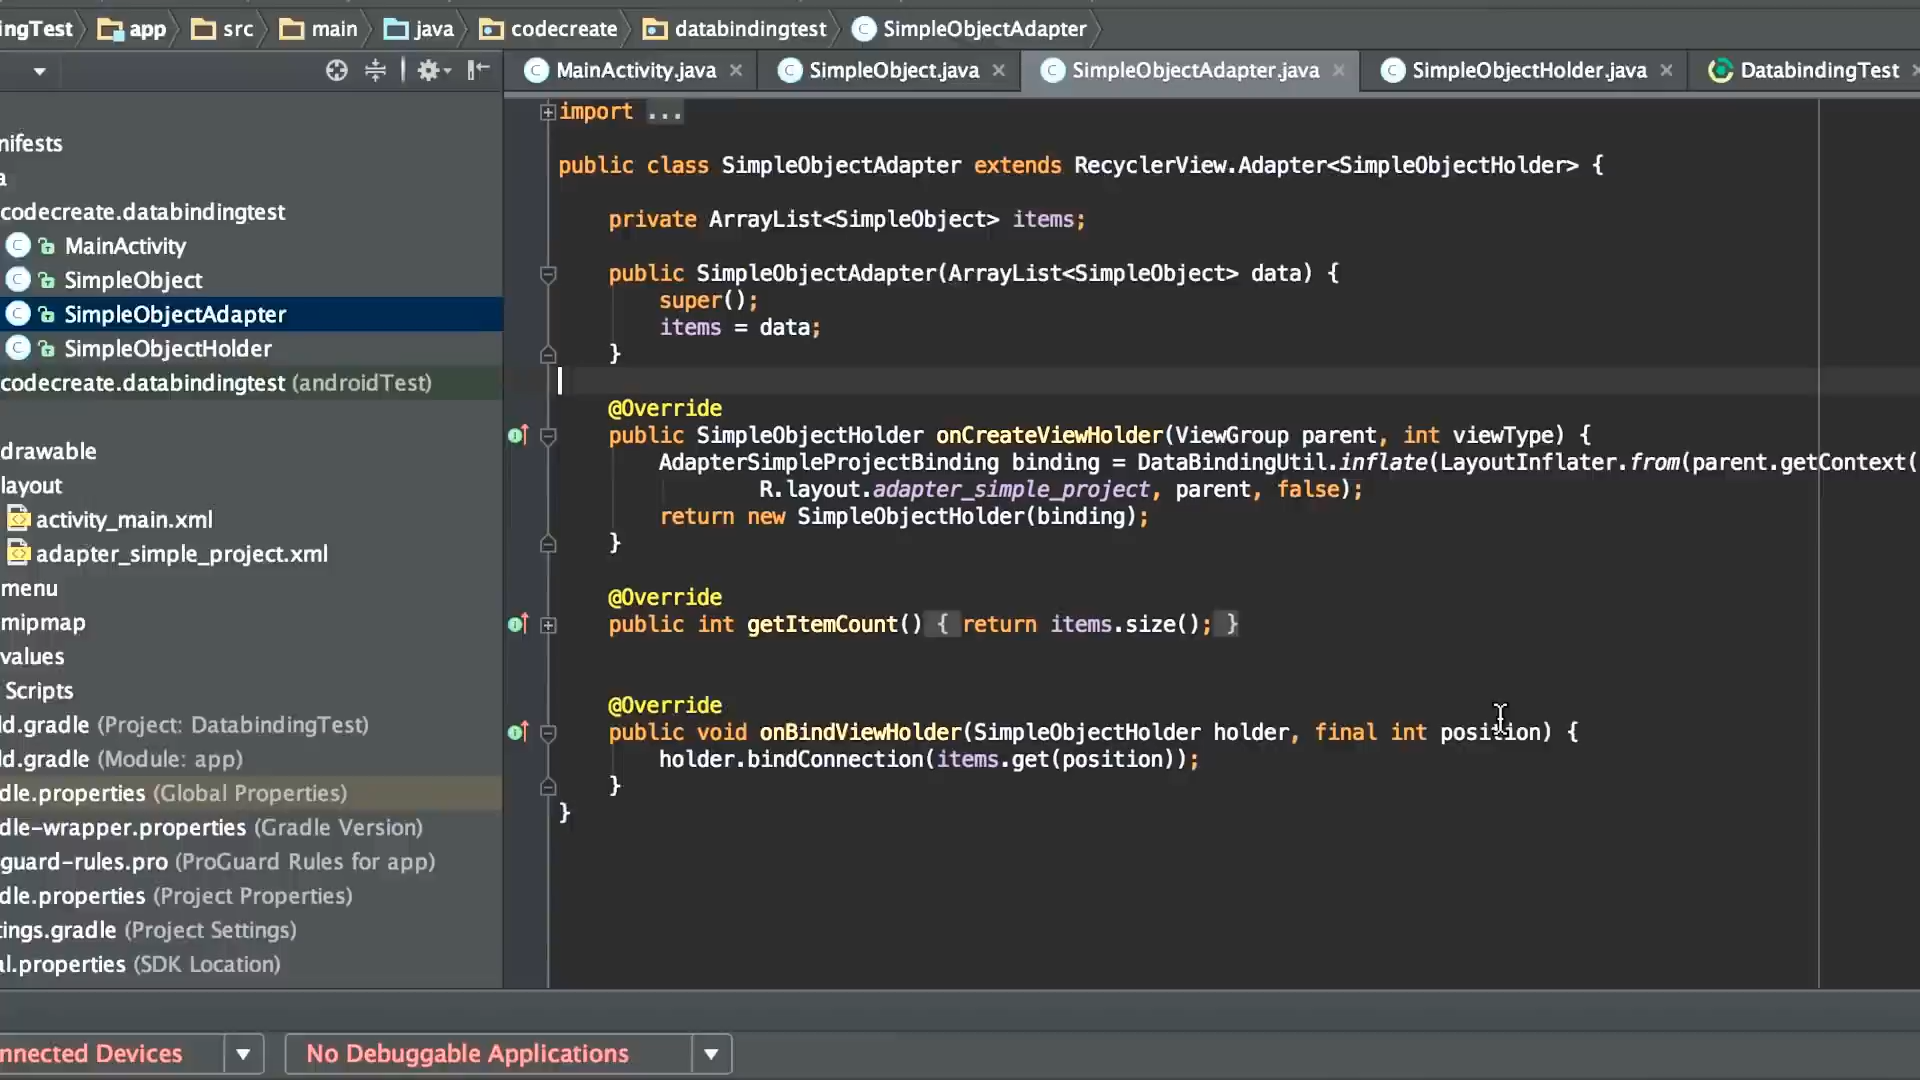 ingTest app src main java codecreate databindingtest SimpleObjectAdapter
MainActivity.java SimpleObject.java SimpleObjectAdapter.java SimpleObjectHolder.java DatabindingTest
nifests
a
codecreate.databindingtest
MainActivity
SimpleObject
SimpleObjectAdapter
SimpleObjectHolder
codecreate.databindingtest (androidTest)
drawable
layout
activity_main.xml
adapter_simple_project.xml
menu
mipmap
values
Scripts
ld.gradle (Project: DatabindingTest)
ld.gradle (Module: app)
dle.properties (Global Properties)
dle-wrapper.properties (Gradle Version)
guard-rules.pro (ProGuard Rules for app)
dle.properties (Project Properties)
tings.gradle (Project Settings)
al.properties (SDK Location)
import ...
public class SimpleObjectAdapter extends RecyclerView.Adapter<SimpleObjectHolder> {
private ArrayList<SimpleObject> items;
public SimpleObjectAdapter(ArrayList<SimpleObject> data) {
super();
items = data;
}
@Override
public SimpleObjectHolder onCreateViewHolder(ViewGroup parent, int viewType) {
AdapterSimpleProjectBinding binding = DataBindingUtil.inflate(LayoutInflater.from(parent.getContext(
R.layout.adapter_simple_project, parent, false);
return new SimpleObjectHolder(binding);
}
@Override
public int getItemCount() { return items.size(); }
@Override
public void onBindViewHolder(SimpleObjectHolder holder, final int position) {
holder.bindConnection(items.get(position));
}
}
nnected Devices No Debuggable Applications